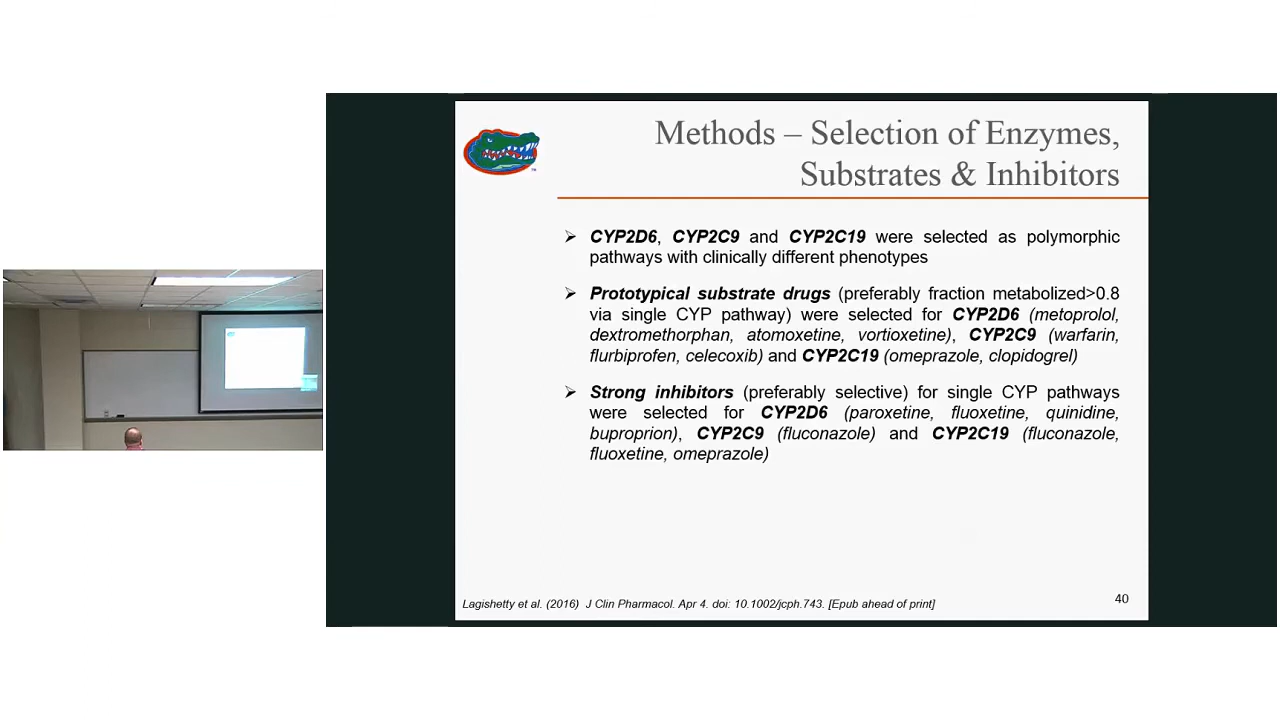 Methods – Selection of Enzymes,
Substrates & Inhibitors
➢ CYP2D6, CYP2C9 and CYP2C19 were selected as polymorphic
pathways with clinically different phenotypes
➢ Prototypical substrate drugs (preferably fraction metabolized>0.8
via single CYP pathway) were selected for CYP2D6 (metoprolol,
dextromethorphan, atomoxetine, vortioxetine), CYP2C9 (warfarin,
flurbiprofen, celecoxib) and CYP2C19 (omeprazole, clopidogrel)
➢ Strong inhibitors (preferably selective) for single CYP pathways
were selected for CYP2D6 (paroxetine, fluoxetine, quinidine,
buproprion), CYP2C9 (fluconazole) and CYP2C19 (fluconazole,
fluoxetine, omeprazole)
Lagishetty et al. (2016) J Clin Pharmacol. Apr 4. doi: 10.1002/jcph.743. [Epub ahead of print]
40